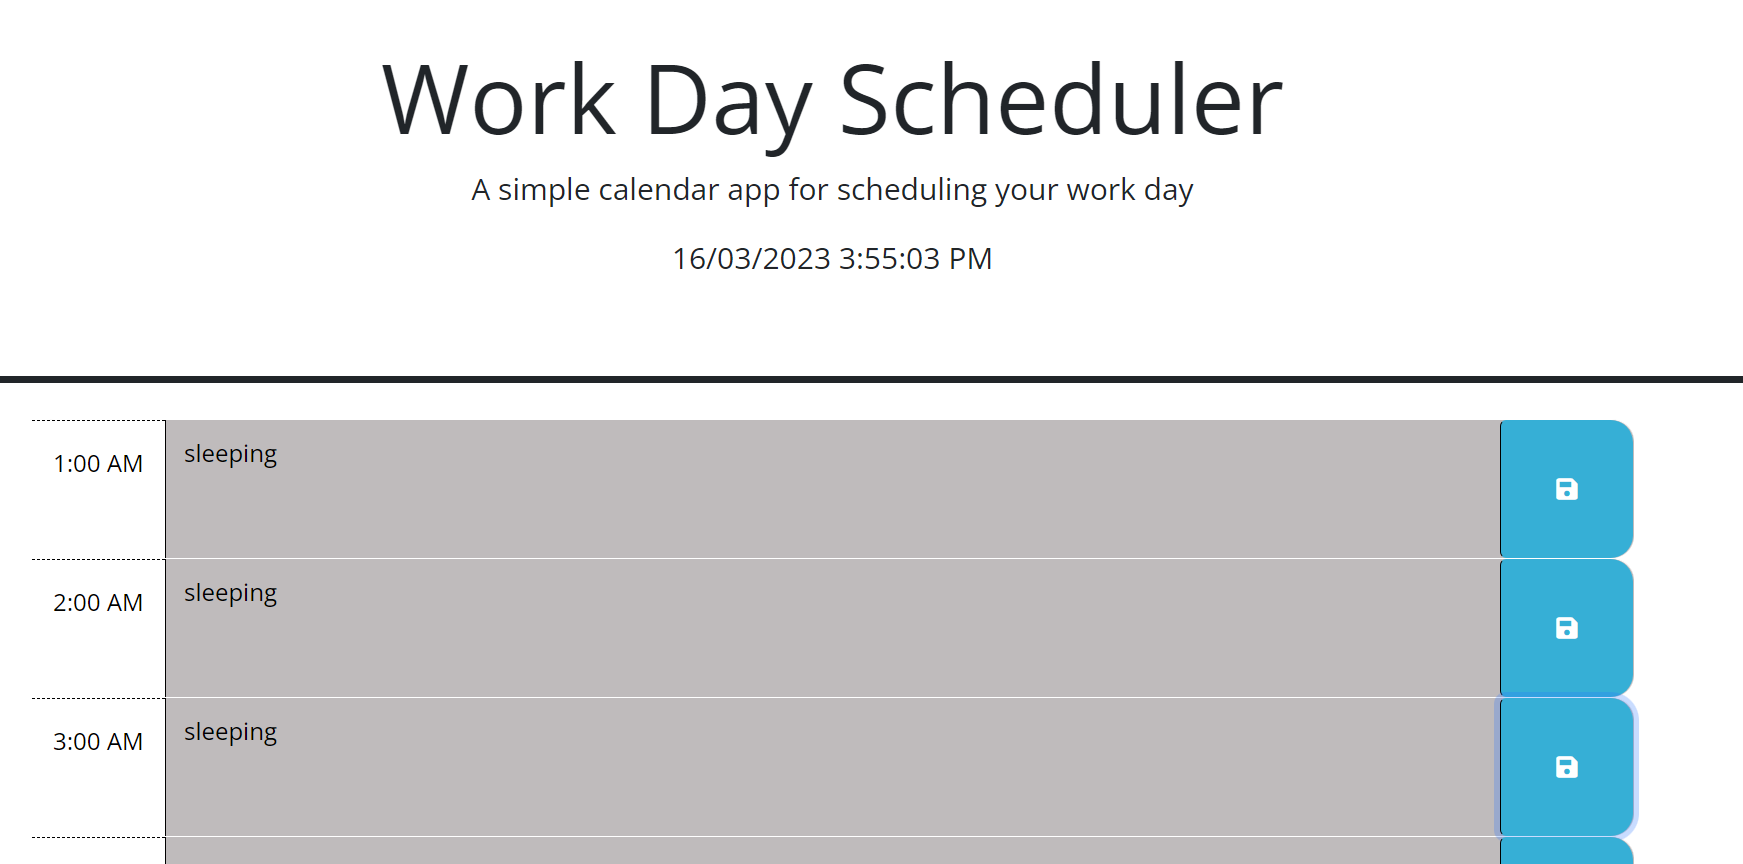 Work Day Scheduler
A simple calendar app for scheduling your work day
16/03/2023 3:55:03 PM
1:00 AM
sleeping
2:00 AM
sleeping
3:00 AM
sleeping